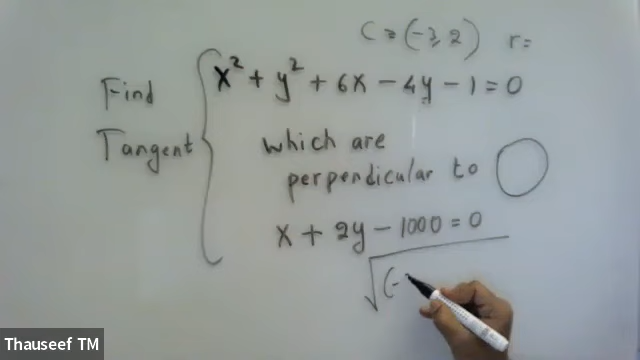 C = (-3, 2) r=
Find Tangent
x² + y² + 6x - 4y - 1 = 0
which are
perpendicular to
x + 2y - 1000 = 0
√(-
Thauseef TM